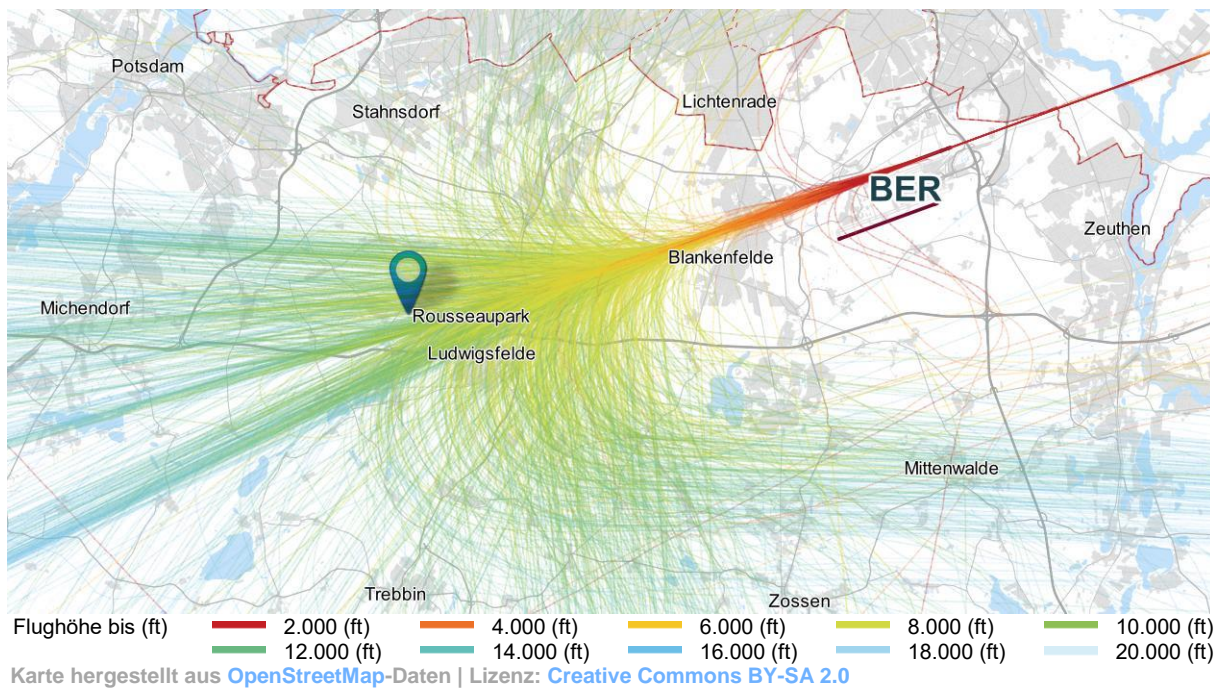 Potsdam
Stahnsdorf
Lichtenrade
BER
Zeuthen
Blankenfelde
Michendorf
Rousseaupark
Ludwigsfelde
Mittenwalde
Trebbin
Zossen
Flughöhe bis (ft) 2.000 (ft) 4.000 (ft) 6.000 (ft) 8.000 (ft) 10.000 (ft)
12.000 (ft) 14.000 (ft) 16.000 (ft) 18.000 (ft) 20.000 (ft)
Karte hergestellt aus OpenStreetMap-Daten | Lizenz: Creative Commons BY-SA 2.0